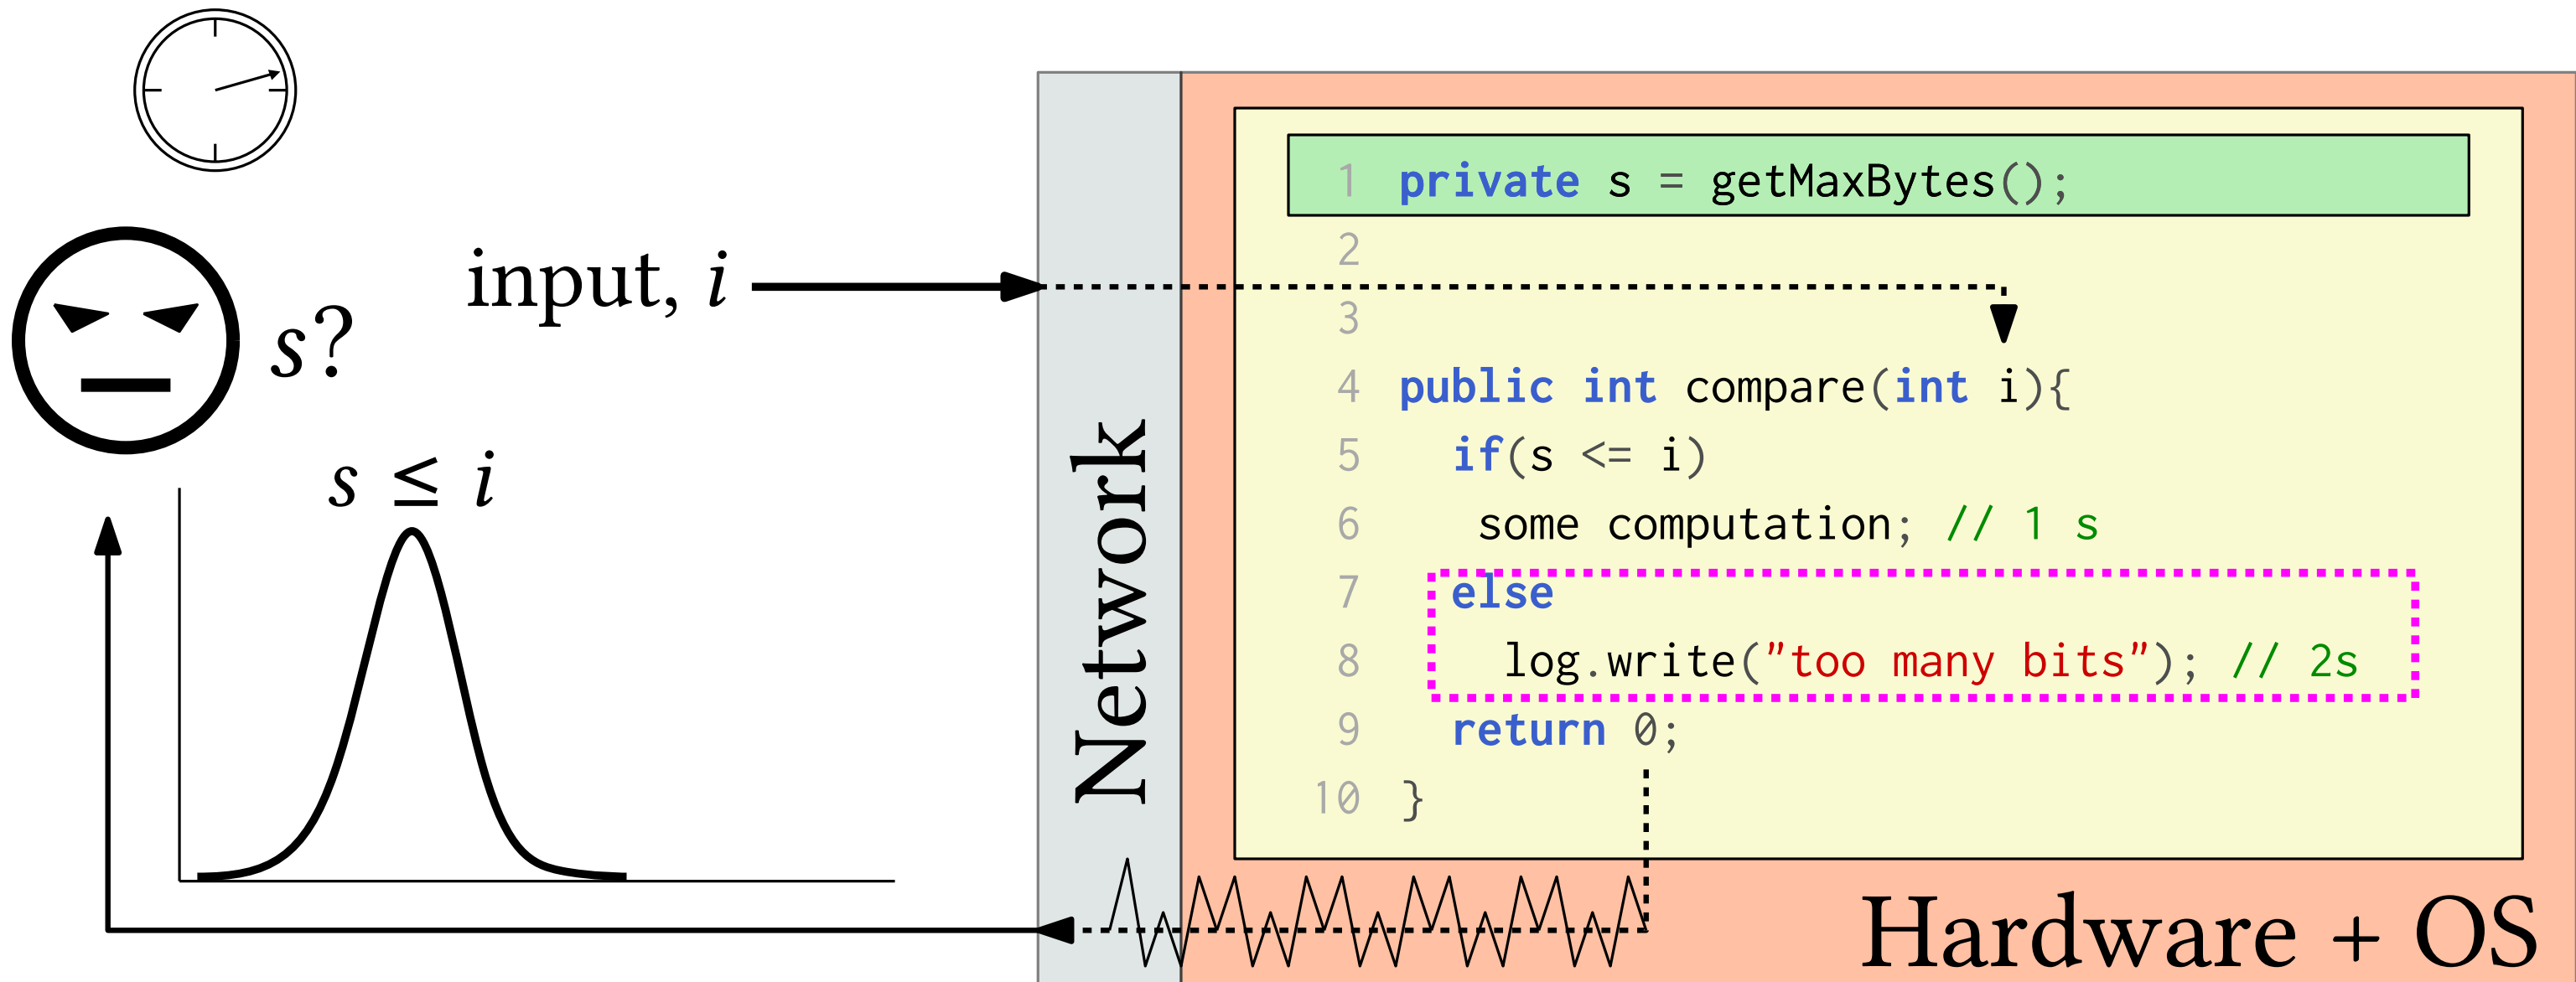 s?
input, i
s ≤ i
Network
1 private s = getMaxBytes();
2
3
4 public int compare(int i){
5 if(s <= i)
6 some computation; // 1 s
7 else
8 log.write("too many bits"); // 2s
9 return 0;
10 }
Hardware + OS